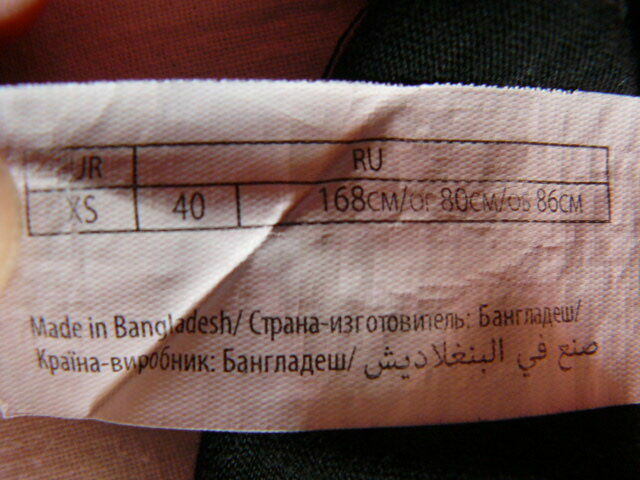 UR RU
XS 40 168СМ/ОГ 80СМ/ОБ 86СМ
Made in Bangladesh/ Страна-изготовитель: Бангладеш/
Країна-виробник: Бангладеш/ صنع في البنغلاديش